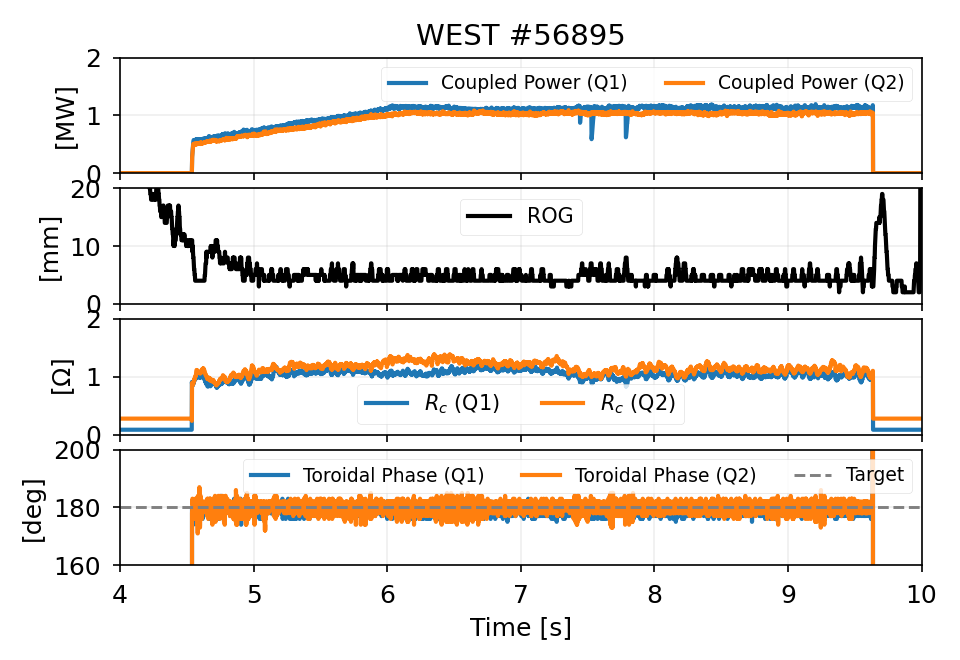 WEST #56895
2
1
0
[MW]
Coupled Power (Q1) Coupled Power (Q2)
20
10
0
[mm]
ROG
2
1
0
[Ω]
R_c (Q1) R_c (Q2)
200
180
160
[deg]
Toroidal Phase (Q1) Toroidal Phase (Q2) Target
4 5 6 7 8 9 10
Time [s]